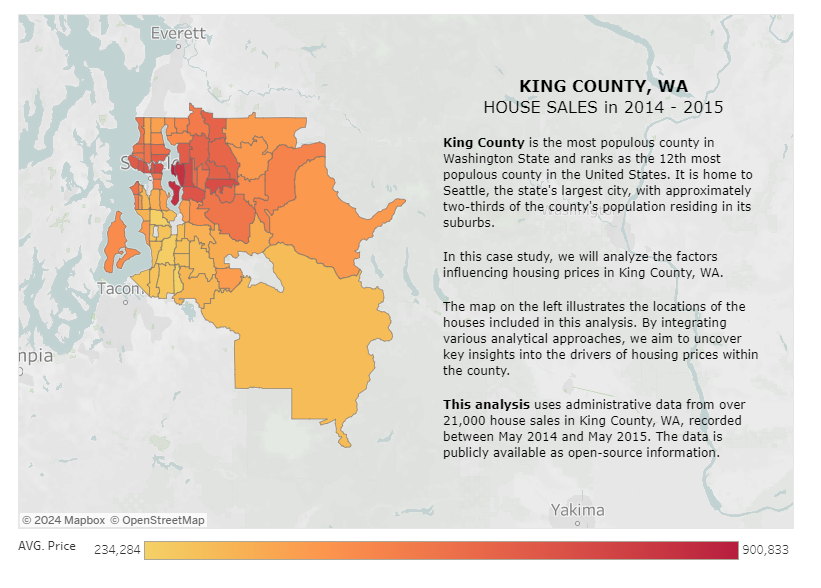 Everett
KING COUNTY, WA
HOUSE SALES in 2014 - 2015
King County is the most populous county in
Washington State and ranks as the 12th most
populous county in the United States. It is home to
Seattle, the state's largest city, with approximately
two-thirds of the county's population residing in its
suburbs.
In this case study, we will analyze the factors
influencing housing prices in King County, WA.
The map on the left illustrates the locations of the
houses included in this analysis. By integrating
various analytical approaches, we aim to uncover
key insights into the drivers of housing prices within
the county.
This analysis uses administrative data from over
21,000 house sales in King County, WA, recorded
between May 2014 and May 2015. The data is
publicly available as open-source information.
Tacom
mpia
Yakima
© 2024 Mapbox © OpenStreetMap
AVG. Price
234,284
900,833